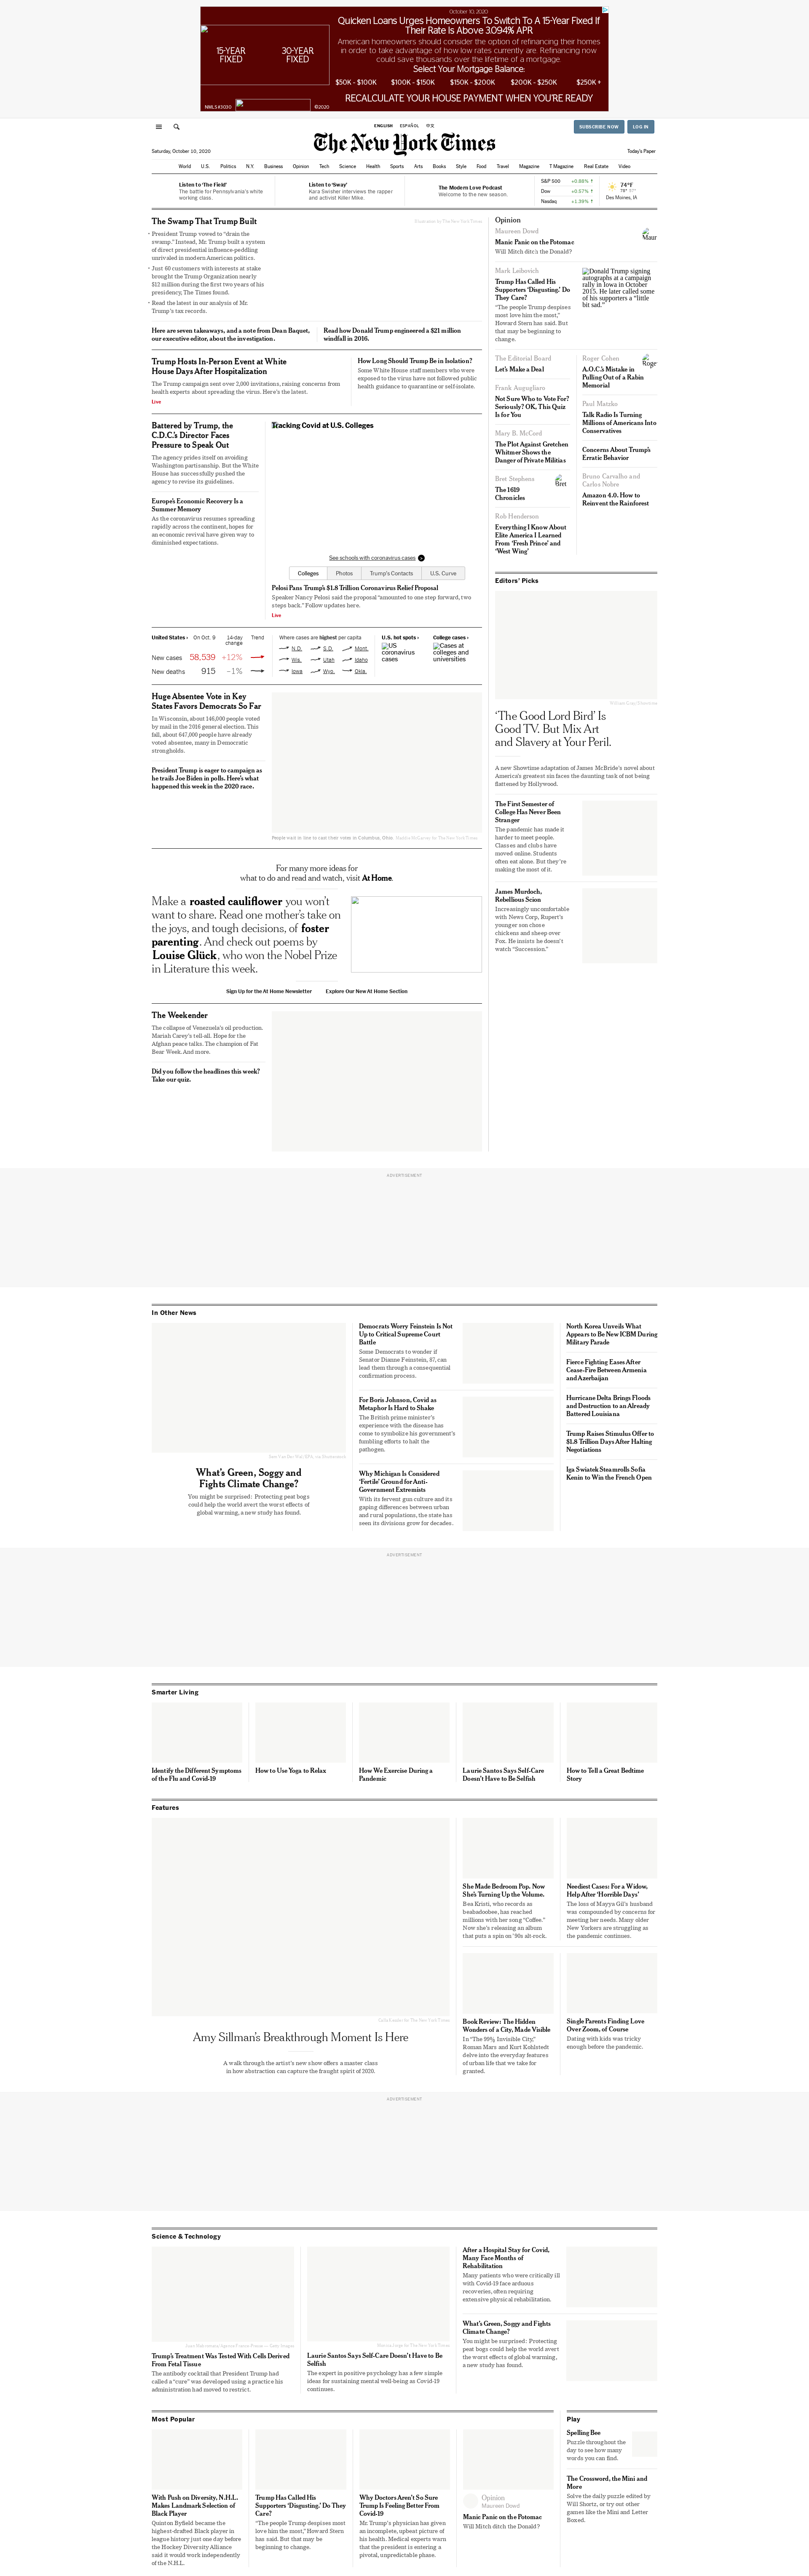 October 10, 2020
Quicken Loans Urges Homeowners To Switch To A 15-Year Fixed If
Their Rate Is Above 3.094% APR
American homeowners should consider the option of refinancing their homes
in order to take advantage of how low rates currently are. Refinancing now
could save thousands over the lifetime of a mortgage.
15-YEAR FIXED
30-YEAR FIXED
Select Your Mortgage Balance:
$50K - $100K
$100K - $150K
$150K - $200K
$200K - $250K
$250K +
RECALCULATE YOUR HOUSE PAYMENT WHEN YOU'RE READY
NMLS #3030
©2020
ENGLISH
ESPAÑOL
中文
SUBSCRIBE NOW
LOG IN
The New York Times
Saturday, October 10, 2020
Today's Paper
World
U.S.
Politics
N.Y.
Business
Opinion
Tech
Science
Health
Sports
Arts
Books
Style
Food
Travel
Magazine
T Magazine
Real Estate
Video
Listen to 'The Field'
The battle for Pennsylvania's white
working class.
Listen to 'Sway'
Kara Swisher interviews the rapper
and activist Killer Mike.
The Modern Love Podcast
Welcome to the new season.
S&P 500 +0.88% ↑
Dow +0.57% ↑
Nasdaq +1.39% ↑
74°F
Des Moines, IA
The Swamp That Trump Built
President Trump vowed to "drain the
swamp." Instead, Mr. Trump built a system
of direct presidential influence-peddling
unrivaled in modern American politics.
Just 60 customers with interests at stake
brought the Trump Organization nearly
$12 million during the first two years of his
presidency, The Times found.
Read the latest in our analysis of Mr.
Trump's tax records.
Illustration by The New York Times
Here are seven takeaways, and a note from Dean Baquet,
our executive editor, about the investigation.
Read how Donald Trump engineered a $21 million
windfall in 2016.
Trump Hosts In-Person Event at White
House Days After Hospitalization
The Trump campaign sent over 2,000 invitations, raising concerns from
health experts about spreading the virus. Here's the latest.
Live
How Long Should Trump Be in Isolation?
Some White House staff members who were
exposed to the virus have not followed public
health guidance to quarantine or self-isolate.
Battered by Trump, the
C.D.C.'s Director Faces
Pressure to Speak Out
The agency prides itself on avoiding
Washington partisanship. But the White
House has successfully pushed the
agency to revise its guidelines.
Europe's Economic Recovery Is a
Summer Memory
As the coronavirus resumes spreading
rapidly across the continent, hopes for
an economic rebound have given way to
diminished expectations.
Tracking Covid at U.S. Colleges
See schools with coronavirus cases
Colleges
Photos
Trump's Contacts
U.S. Curve
Pelosi Pans Trump's $1.8 Trillion Coronavirus Relief Proposal
Speaker Nancy Pelosi said the proposal "amounted to one step forward, two
steps back." Follow updates here.
Live
United States ›
On Oct. 9
14-day change
Trend
New cases 58,539 +12%
New deaths 915 −1%
Where cases are highest per capita
N.D.
S.D.
Mont.
Wis.
Utah
Idaho
Iowa
Wyo.
Okla.
U.S. hot spots ›
US coronavirus cases
College cases ›
Cases at colleges and universities
Huge Absentee Vote in Key
States Favors Democrats So Far
In Wisconsin, about 146,000 people voted
by mail in the 2016 general election. This
fall, about 647,000 people have already
voted absentee, many in Democratic
strongholds.
President Trump is eager to campaign as
he trails Joe Biden in polls. Here's what
happened this week in the 2020 race.
People wait in line to cast their votes in Columbus, Ohio.
For many more ideas for
what to do and read and watch, visit At Home.
Make a roasted cauliflower you won't
want to share. Read one mother's take on
the joys, and tough decisions, of foster
parenting. And check out poems by
Louise Glück, who won the Nobel Prize
in Literature this week.
Sign Up for the At Home Newsletter
Explore Our New At Home Section
The Weekender
The collapse of Venezuela's oil production.
Mariah Carey's tell-all. Hope for the
Afghan peace talks. The champion of Fat
Bear Week. And more.
Did you follow the headlines this week?
Take our quiz.
Opinion
Maureen Dowd
Manic Panic on the Potomac
Will Mitch ditc's the Donald?
Maur
Mark Leibovich
Trump Has Called His
Supporters 'Disgusting.' Do
They Care?
"The people Trump despises
most love him the most,"
Howard Stern has said. But
that may be beginning to
change.
Donald Trump signing
autographs at a campaign
rally in Iowa in October
2015. He later called some
of his supporters a "little
bit sad."
The Editorial Board
Let's Make a Deal
Frank Augugliaro
Not Sure Who to Vote For?
Seriously? OK, This Quiz
Is for You
Mary B. McCord
The Plot Against Gretchen
Whitmer Shows the
Danger of Private Militias
Bret Stephens
The 1619
Chronicles
Bret
Rob Henderson
Everything I Know About
Elite America I Learned
From 'Fresh Prince' and
'West Wing'
Roger Cohen
A.O.C.'s Mistake in
Pulling Out of a Rabin
Memorial
Roge
Paul Matzko
Talk Radio Is Turning
Millions of Americans Into
Conservatives
Concerns About Trump's
Erratic Behavior
Bruno Carvalho and
Carlos Nobre
Amazon 4.0. How to
Reinvent the Rainforest
Editors' Picks
William Gray/Showtime
'The Good Lord Bird' Is
Good TV. But Mix Art
and Slavery at Your Peril.
A new Showtime adaptation of James McBride's novel about
America's greatest sin faces the daunting task of not being
flattened by Hollywood.
The First Semester of
College Has Never Been
Stranger
The pandemic has made it
harder to meet people.
Classes and clubs have
moved online. Students
often eat alone. But they're
making the most of it.
James Murdoch,
Rebellious Scion
Increasingly uncomfortable
with News Corp, Rupert's
younger son chose
chickens and sheep over
Fox. He insists he doesn't
watch "Succession."
ADVERTISEMENT
In Other News
What's Green, Soggy and
Fights Climate Change?
You might be surprised: Protecting peat bogs
could help the world avert the worst effects of
global warming, a new study has found.
Democrats Worry Feinstein Is Not
Up to Critical Supreme Court
Battle
Some Democrats to wonder if
Senator Dianne Feinstein, 87, can
lead them through a consequential
confirmation process.
For Boris Johnson, Covid as
Metaphor Is Hard to Shake
The British prime minister's
experience with the disease has
come to symbolize his government's
fumbling efforts to halt the
pathogen.
Why Michigan Is Considered
'Fertile' Ground for Anti-
Government Extremists
With its fervent gun culture and its
gaping differences between urban
and rural populations, the state has
seen its divisions grow for decades.
North Korea Unveils What
Appears to Be New ICBM During
Military Parade
Fierce Fighting Eases After
Cease-Fire Between Armenia
and Azerbaijan
Hurricane Delta Brings Floods
and Destruction to an Already
Battered Louisiana
Trump Raises Stimulus Offer to
$1.8 Trillion Days After Halting
Negotiations
Iga Swiatek Steamrolls Sofia
Kenin to Win the French Open
ADVERTISEMENT
Smarter Living
Identify the Different Symptoms
of the Flu and Covid-19
How to Use Yoga to Relax
How We Exercise During a
Pandemic
Laurie Santos Says Self-Care
Doesn't Have to Be Selfish
How to Tell a Great Bedtime
Story
Features
Amy Sillman's Breakthrough Moment Is Here
A walk through the artist's new show offers a master class
in how abstraction can capture the fraught spirit of 2020.
She Made Bedroom Pop. Now
She's Turning Up the Volume.
Bea Kristi, who records as
beabadoobee, has reached
millions with her song "Coffee."
Now she's releasing an album
that puts a spin on '90s alt-rock.
Neediest Cases: For a Widow,
Help After 'Horrible Days'
The loss of Mayya Gil's husband
was compounded by concerns for
meeting her needs. Many older
New Yorkers are struggling as
the pandemic continues.
Book Review: The Hidden
Wonders of a City, Made Visible
In "The 99% Invisible City,"
Roman Mars and Kurt Kohlstedt
delve into the everyday features
of urban life that we take for
granted.
Single Parents Finding Love
Over Zoom, of Course
Dating with kids was tricky
enough before the pandemic.
ADVERTISEMENT
Science & Technology
Trump's Treatment Was Tested With Cells Derived
From Fetal Tissue
The antibody cocktail that President Trump had
called a "cure" was developed using a practice his
administration had moved to restrict.
Laurie Santos Says Self-Care Doesn't Have to Be
Selfish
The expert in positive psychology has a few simple
ideas for sustaining mental well-being as Covid-19
continues.
After a Hospital Stay for Covid,
Many Face Months of
Rehabilitation
Many patients who were critically ill
with Covid-19 face arduous
recoveries, often requiring
extensive physical rehabilitation.
What's Green, Soggy and Fights
Climate Change?
You might be surprised: Protecting
peat bogs could help the world avert
the worst effects of global warming,
a new study has found.
Most Popular
With Push on Diversity, N.H.L.
Makes Landmark Selection of
Black Player
Quinton Byfield became the
highest-drafted Black player in
league history just one day before
the Hockey Diversity Alliance
said it would work independently
of the N.H.L.
Trump Has Called His
Supporters 'Disgusting.' Do They
Care?
"The people Trump despises most
love him the most," Howard Stern
has said. But that may be
beginning to change.
Why Doctors Aren't So Sure
Trump Is Feeling Better From
Covid-19
Mr. Trump's physician has given
an incomplete, upbeat picture of
his health. Medical experts warn
that the president is entering a
pivotal, unpredictable phase.
Opinion
Maureen Dowd
Manic Panic on the Potomac
Will Mitch ditch the Donald?
Play
Spelling Bee
Puzzle throughout the
day to see how many
words you can find.
The Crossword, the Mini and
More
Solve the daily puzzle edited by
Will Shortz, or try out other
games like the Mini and Letter
Boxed.